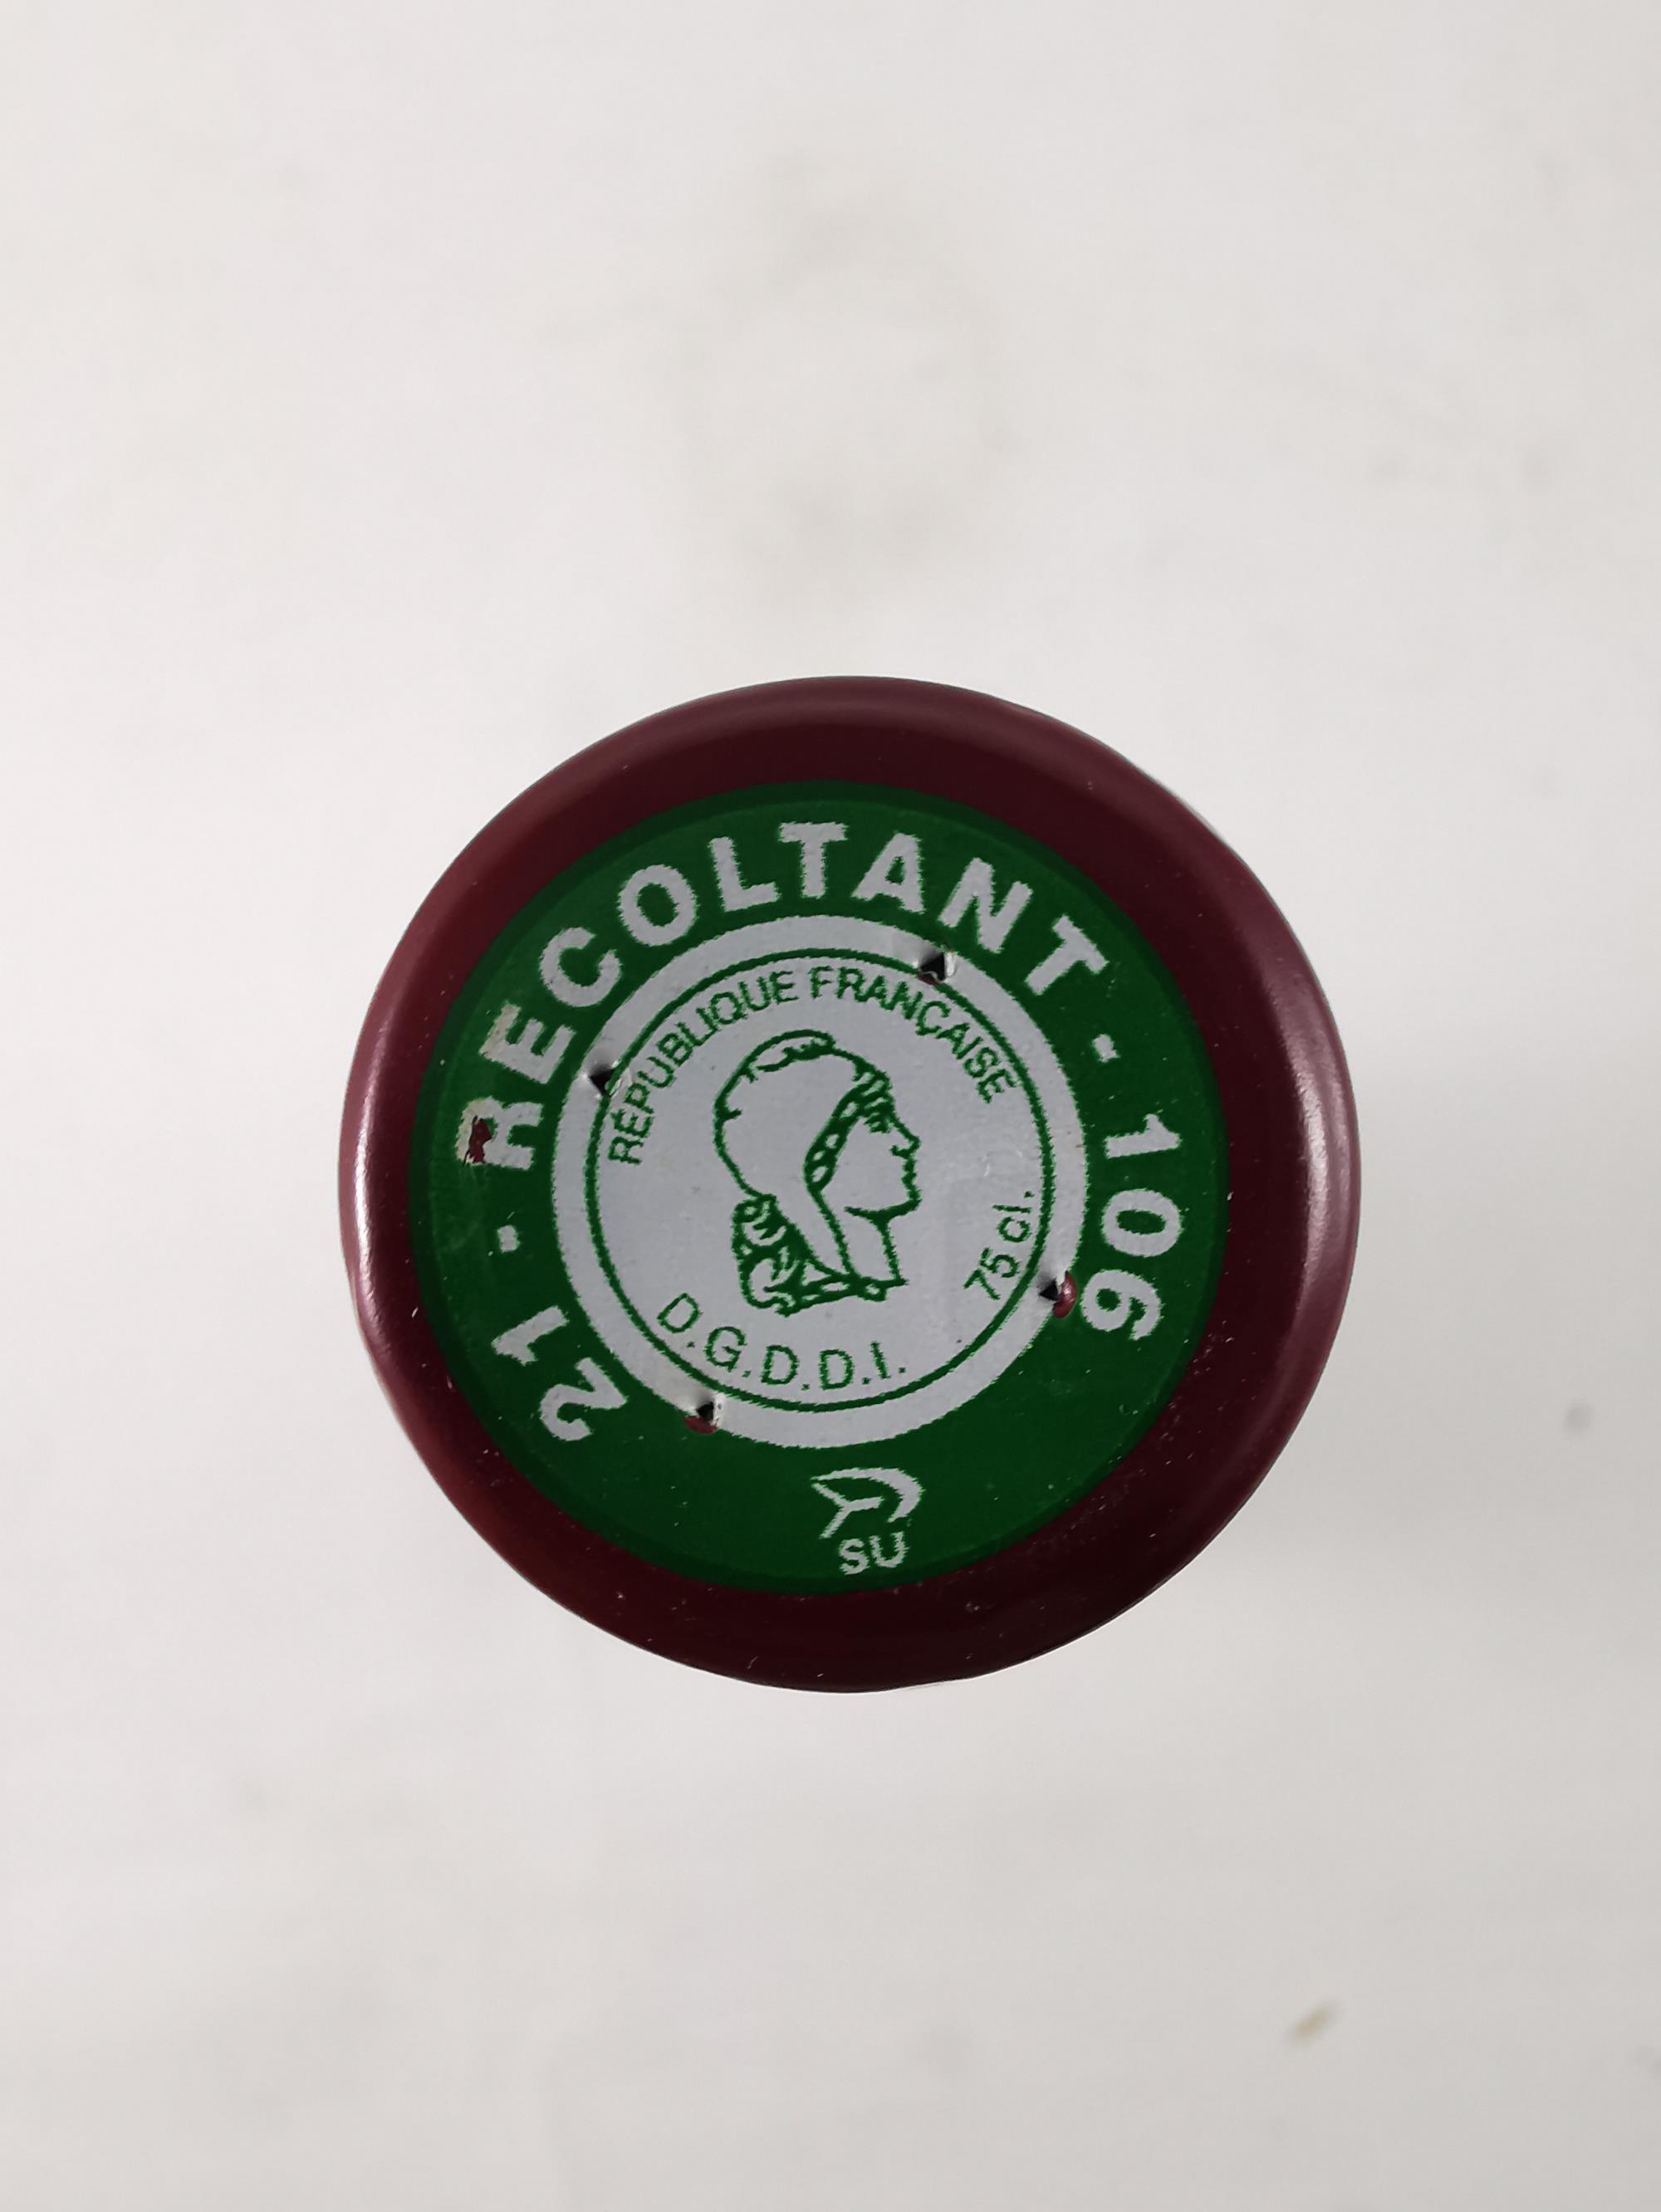 21 - RECOLTANT - 106
RÉPUBLIQUE FRANÇAISE
75 cl.
D.G.D.D.I.
SU